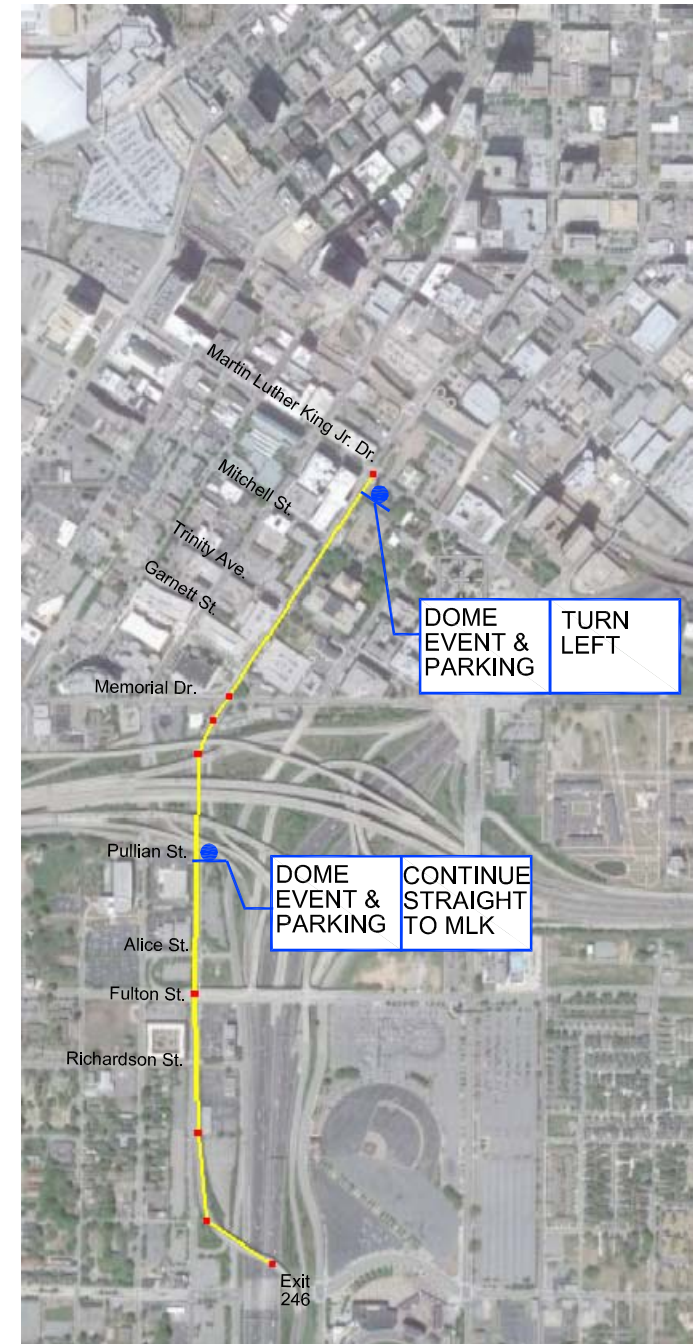 Martin Luther King Jr. Dr.
Mitchell St.
Trinity Ave.
Garnett St.
DOME
EVENT &
PARKING
TURN
LEFT
Memorial Dr.
Pullian St.
DOME
EVENT &
PARKING
CONTINUE
STRAIGHT
TO MLK
Alice St.
Fulton St.
Richardson St.
Exit
246